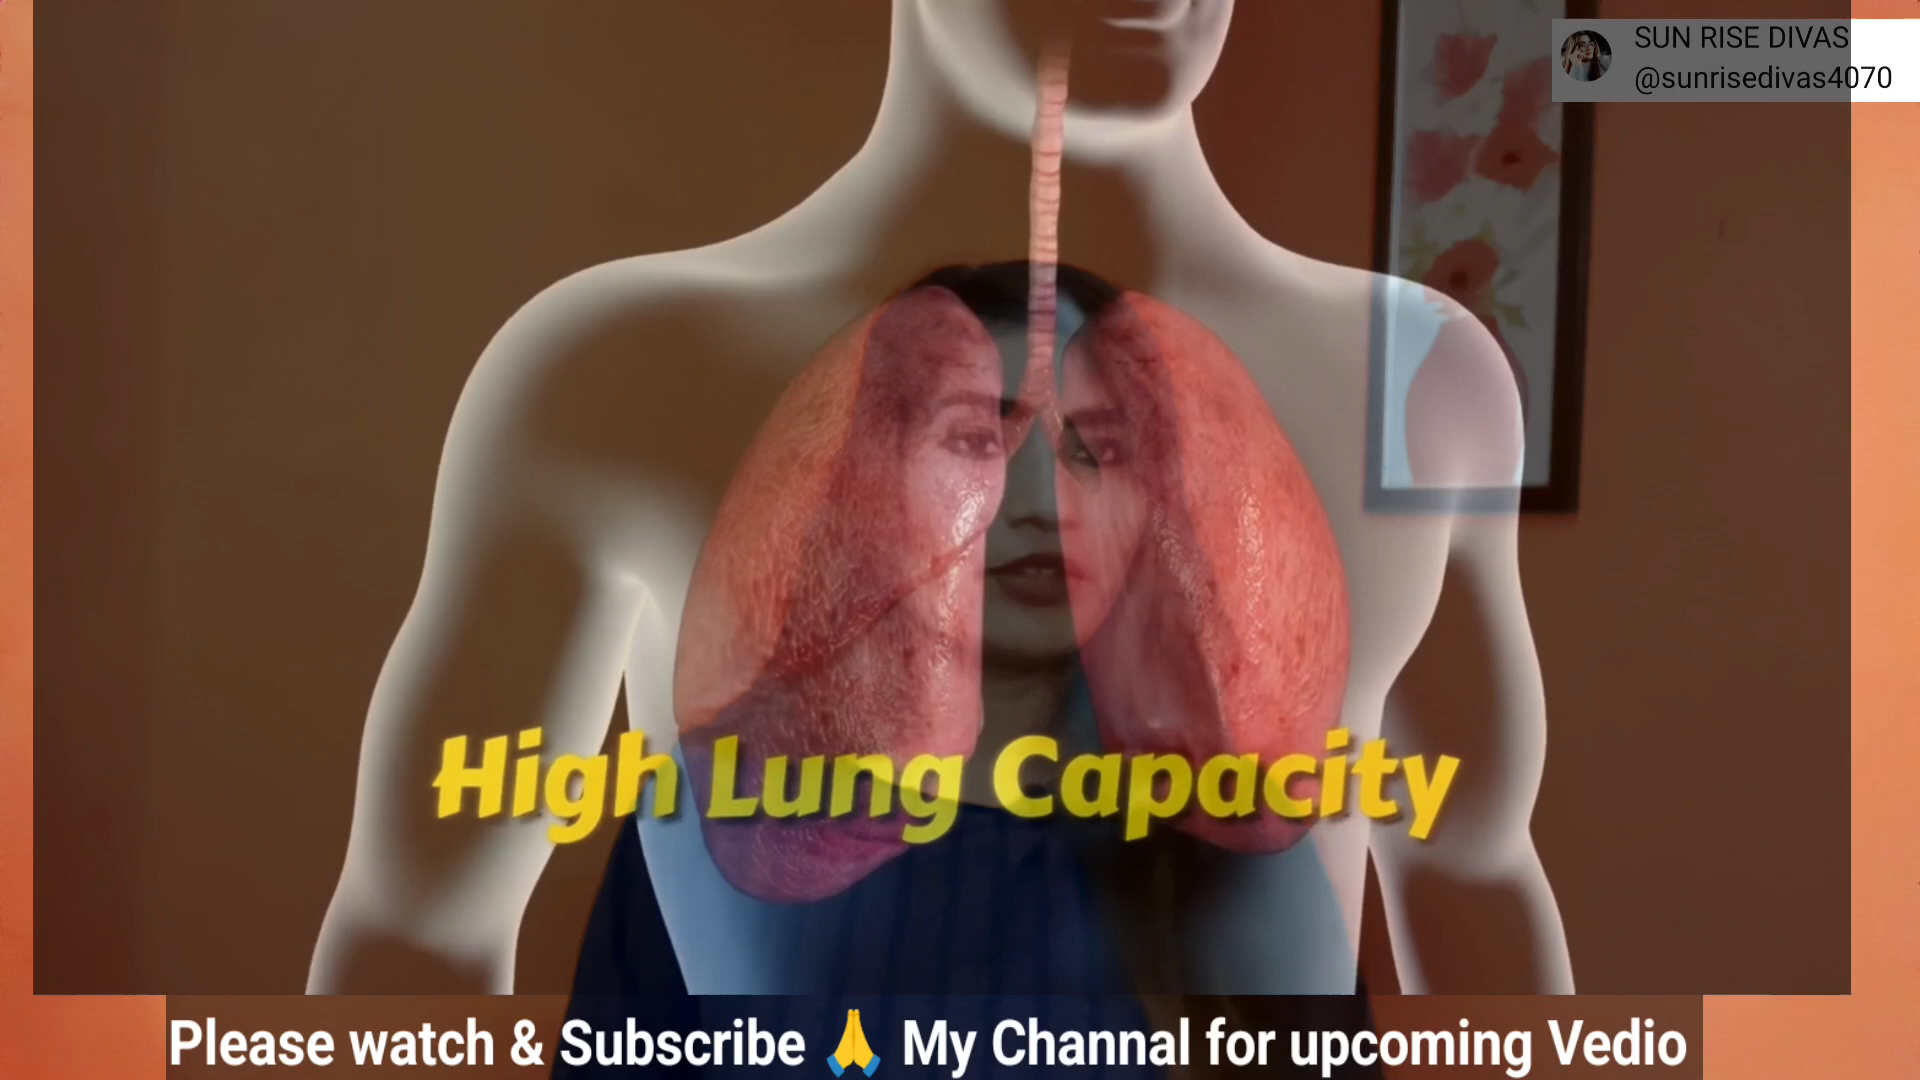 SUN RISE DIVAS
@sunrisedivas4070
High Lung Capacity
Please watch & Subscribe 🙏 My Channal for upcoming Vedio